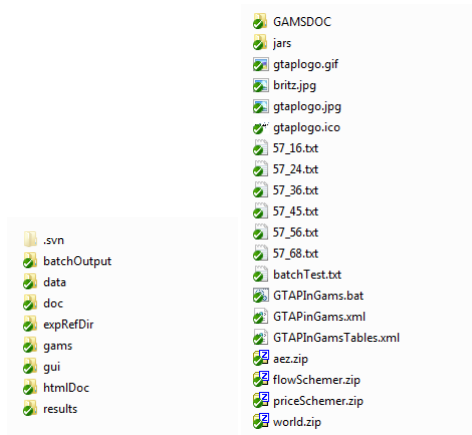 .svn
batchOutput
data
doc
expRefDir
gams
gui
htmlDoc
results
GAMSDOC
jars
gtaplogo.gif
britz.jpg
gtaplogo.jpg
gtaplogo.ico
57_16.txt
57_24.txt
57_36.txt
57_45.txt
57_56.txt
57_68.txt
batchTest.txt
GTAPInGams.bat
GTAPinGams.xml
GTAPInGamsTables.xml
aez.zip
flowSchemer.zip
priceSchemer.zip
world.zip